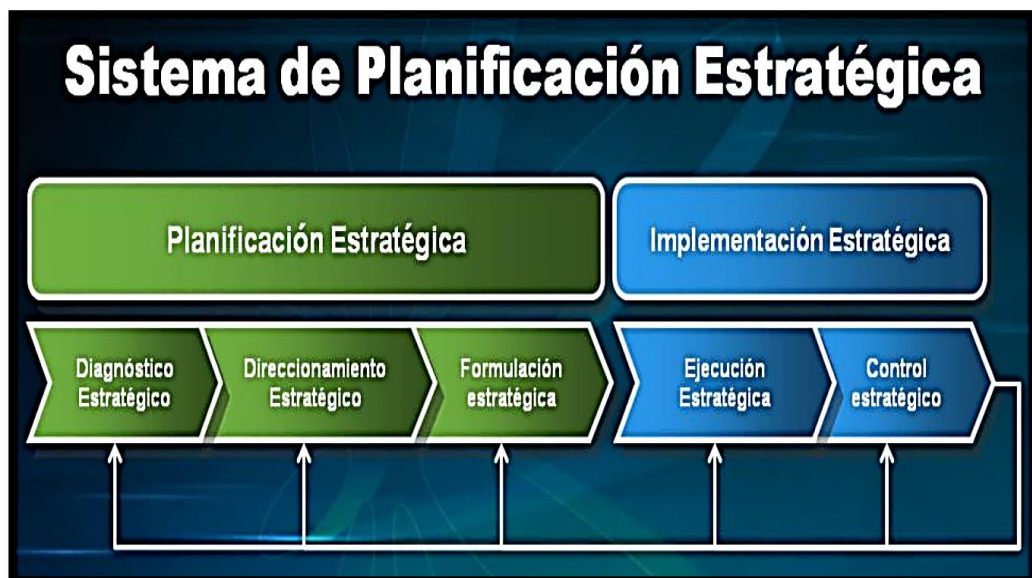 Sistema de Planificación Estratégica
Planificación Estratégica
Implementación Estratégica
Diagnóstico
Estratégico
Direccionamiento
Estratégico
Formulación
estratégica
Ejecución
Estratégica
Control
estratégico